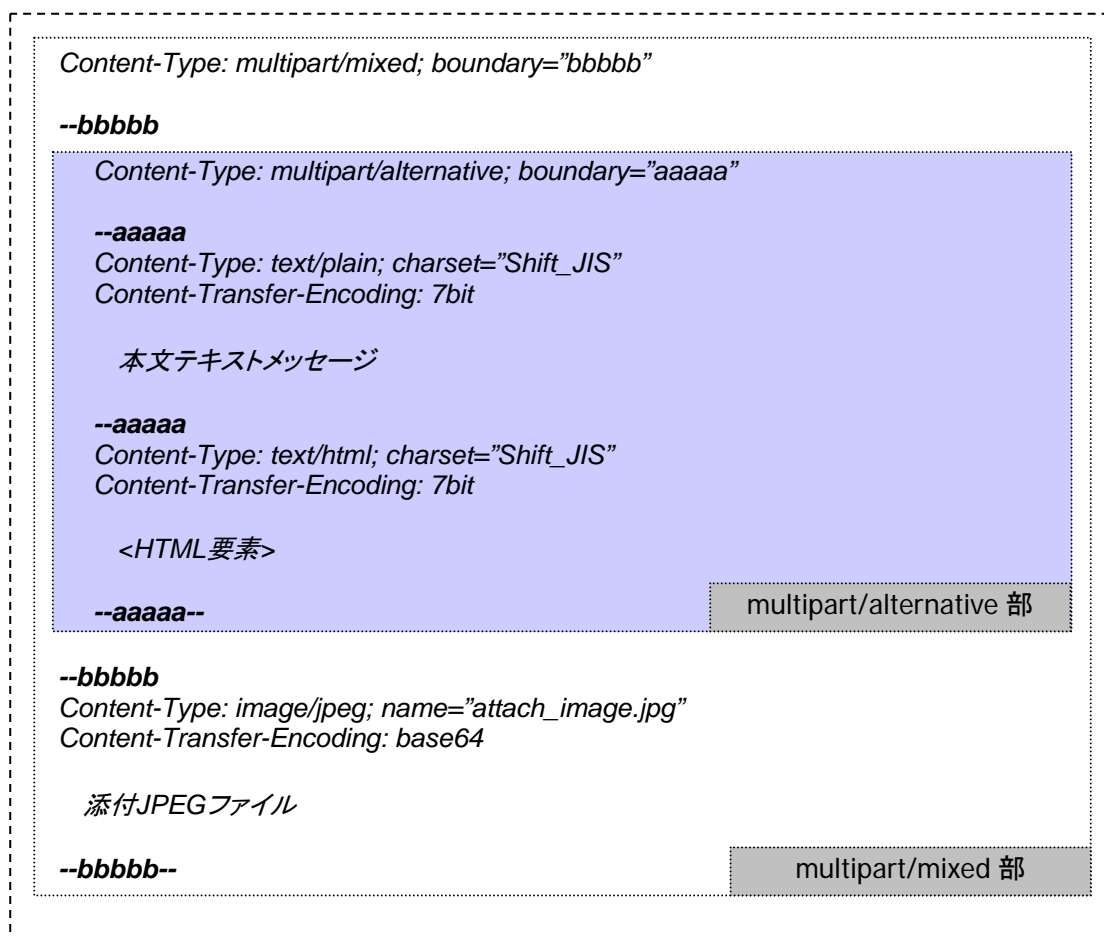 Content-Type: multipart/mixed; boundary=”bbbbb”
--bbbbb
Content-Type: multipart/alternative; boundary=”aaaaa”
--aaaaa
Content-Type: text/plain; charset=”Shift_JIS”
Content-Transfer-Encoding: 7bit
本文テキストメッセージ
--aaaaa
Content-Type: text/html; charset=”Shift_JIS”
Content-Transfer-Encoding: 7bit
<HTML要素>
--aaaaa--
multipart/alternative 部
--bbbbb
Content-Type: image/jpeg; name=”attach_image.jpg”
Content-Transfer-Encoding: base64
添付JPEGファイル
--bbbbb--
multipart/mixed 部